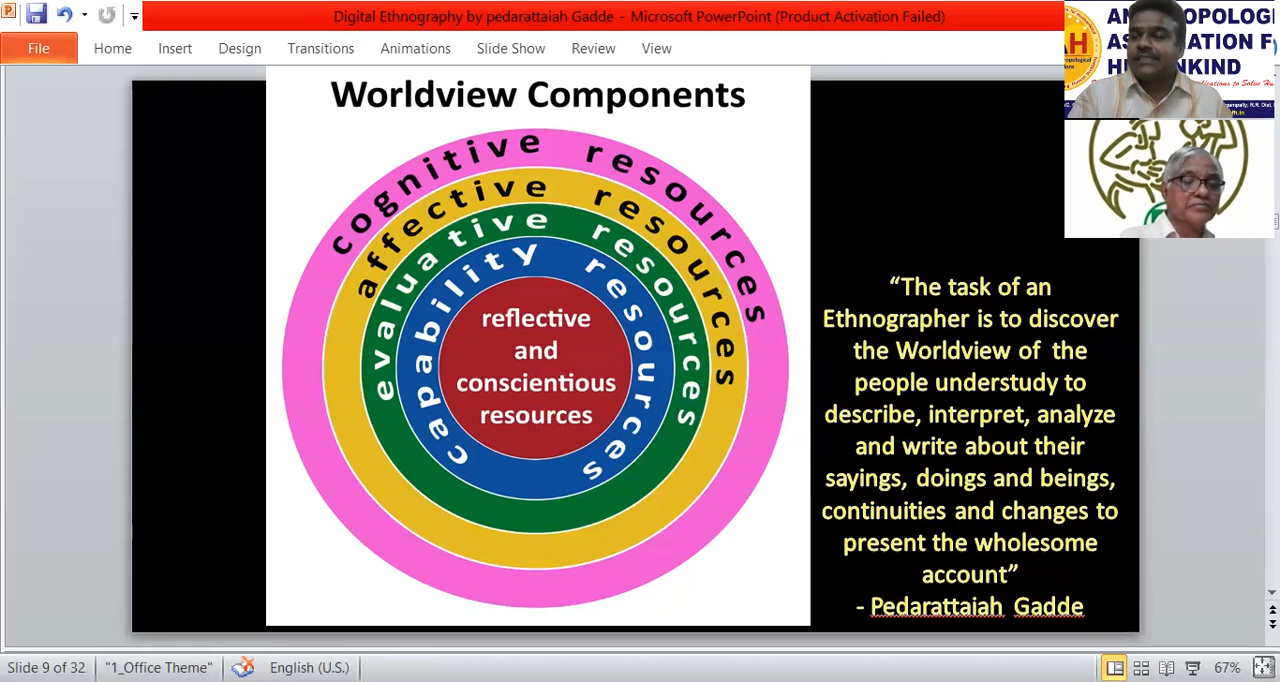 Digital Ethnography by pedarattaiah Gadde - Microsoft PowerPoint (Product Activation Failed)
File Home Insert Design Transitions Animations Slide Show Review View
Worldview Components
cognitive resources
affective resources
evaluative resources
capability resources
reflective
and
conscientious
resources
“The task of an
Ethnographer is to discover
the Worldview of the
people understudy to
describe, interpret, analyze
and write about their
sayings, doings and beings,
continuities and changes to
present the wholesome
account”
- Pedarattaiah Gadde
Slide 9 of 32 "1_Office Theme" English (U.S.) 67%